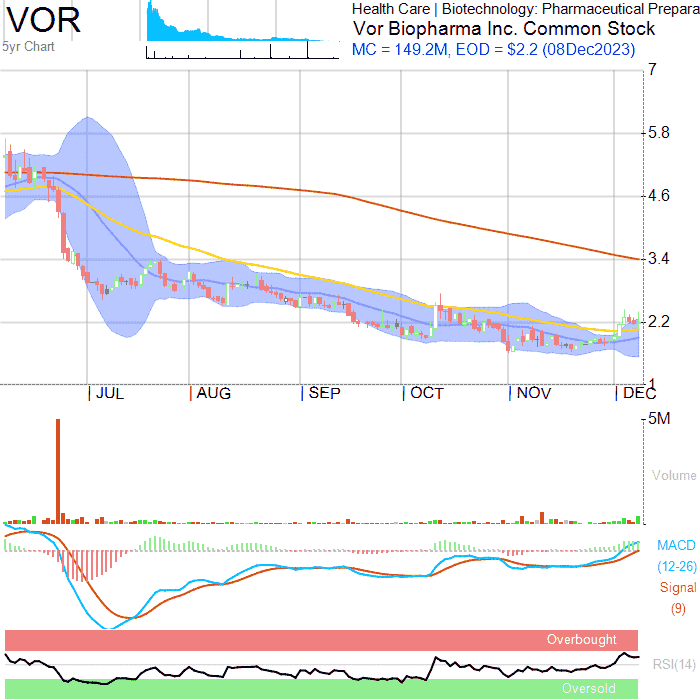 VOR
5yr Chart
Health Care | Biotechnology: Pharmaceutical Prepara
Vor Biopharma Inc. Common Stock
MC = 149.2M, EOD = $2.2 (08Dec2023)
7
5.8
4.6
3.4
2.2
1
JUL AUG SEP OCT NOV DEC
5M
Volume
MACD
(12-26)
Signal
(9)
Overbought
RSI(14)
Oversold